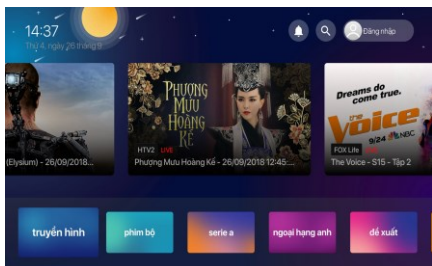 14:37
Thứ 4, ngày 26 tháng 9
Đăng nhập
PHƯỢNG
MƯU
HOÀNG
KẾ
Dreams do
come true.
the
Voice
9/24 NBC
HTV2 LIVE
FOX Life
(Elysium) - 26/09/2018...
Phượng Mưu Hoàng Kế - 26/09/2018 12:45:...
The Voice - S15 - Tập 2
truyền hình
phim bộ
serie a
ngoại hạng anh
đề xuất